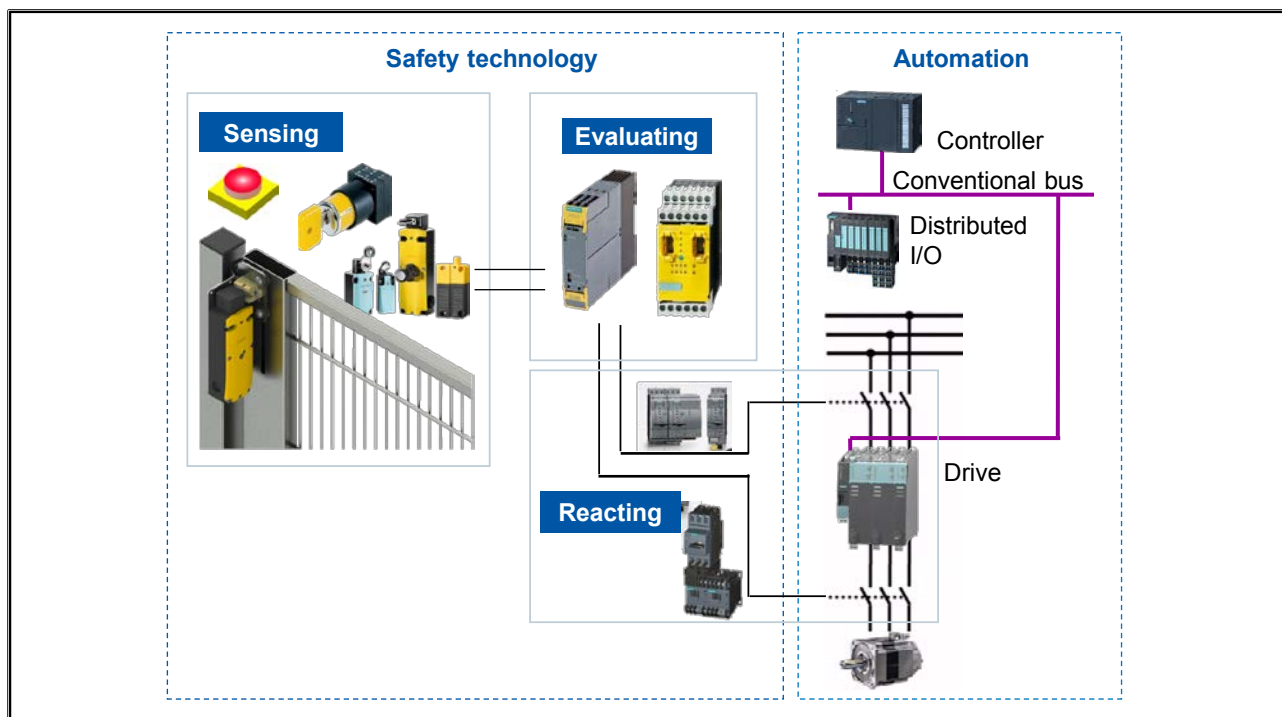 Safety technology
Sensing
Evaluating
Reacting
Automation
Controller
Conventional bus
Distributed
I/O
Drive